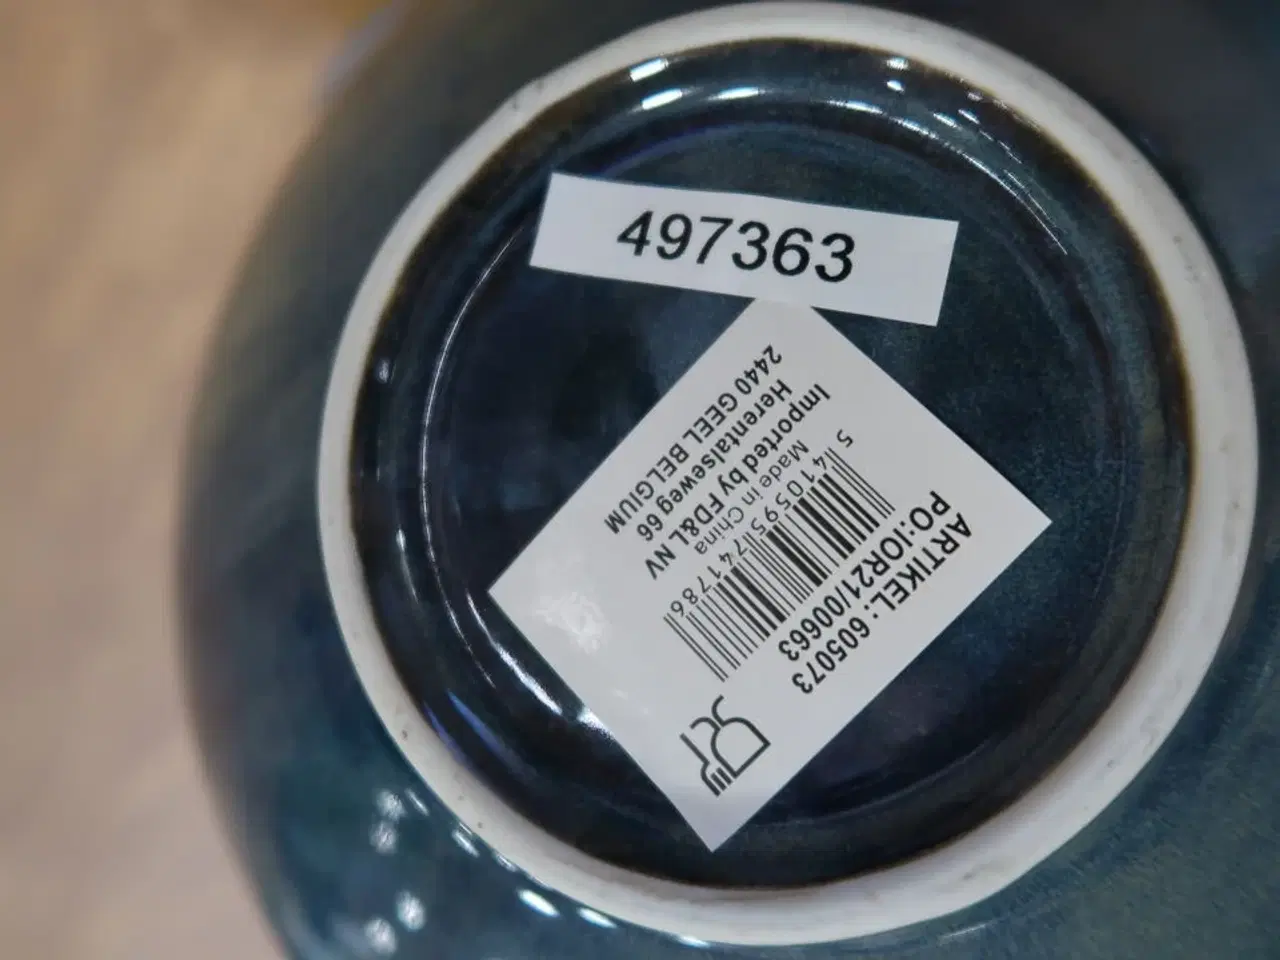 497363
ARTIKEL: 605073
PO:IOR21/00663
5 410595 741786
Made in China
Imported by FD&L NV
Herentalseweg 66
2440 GEEL BELGIUM